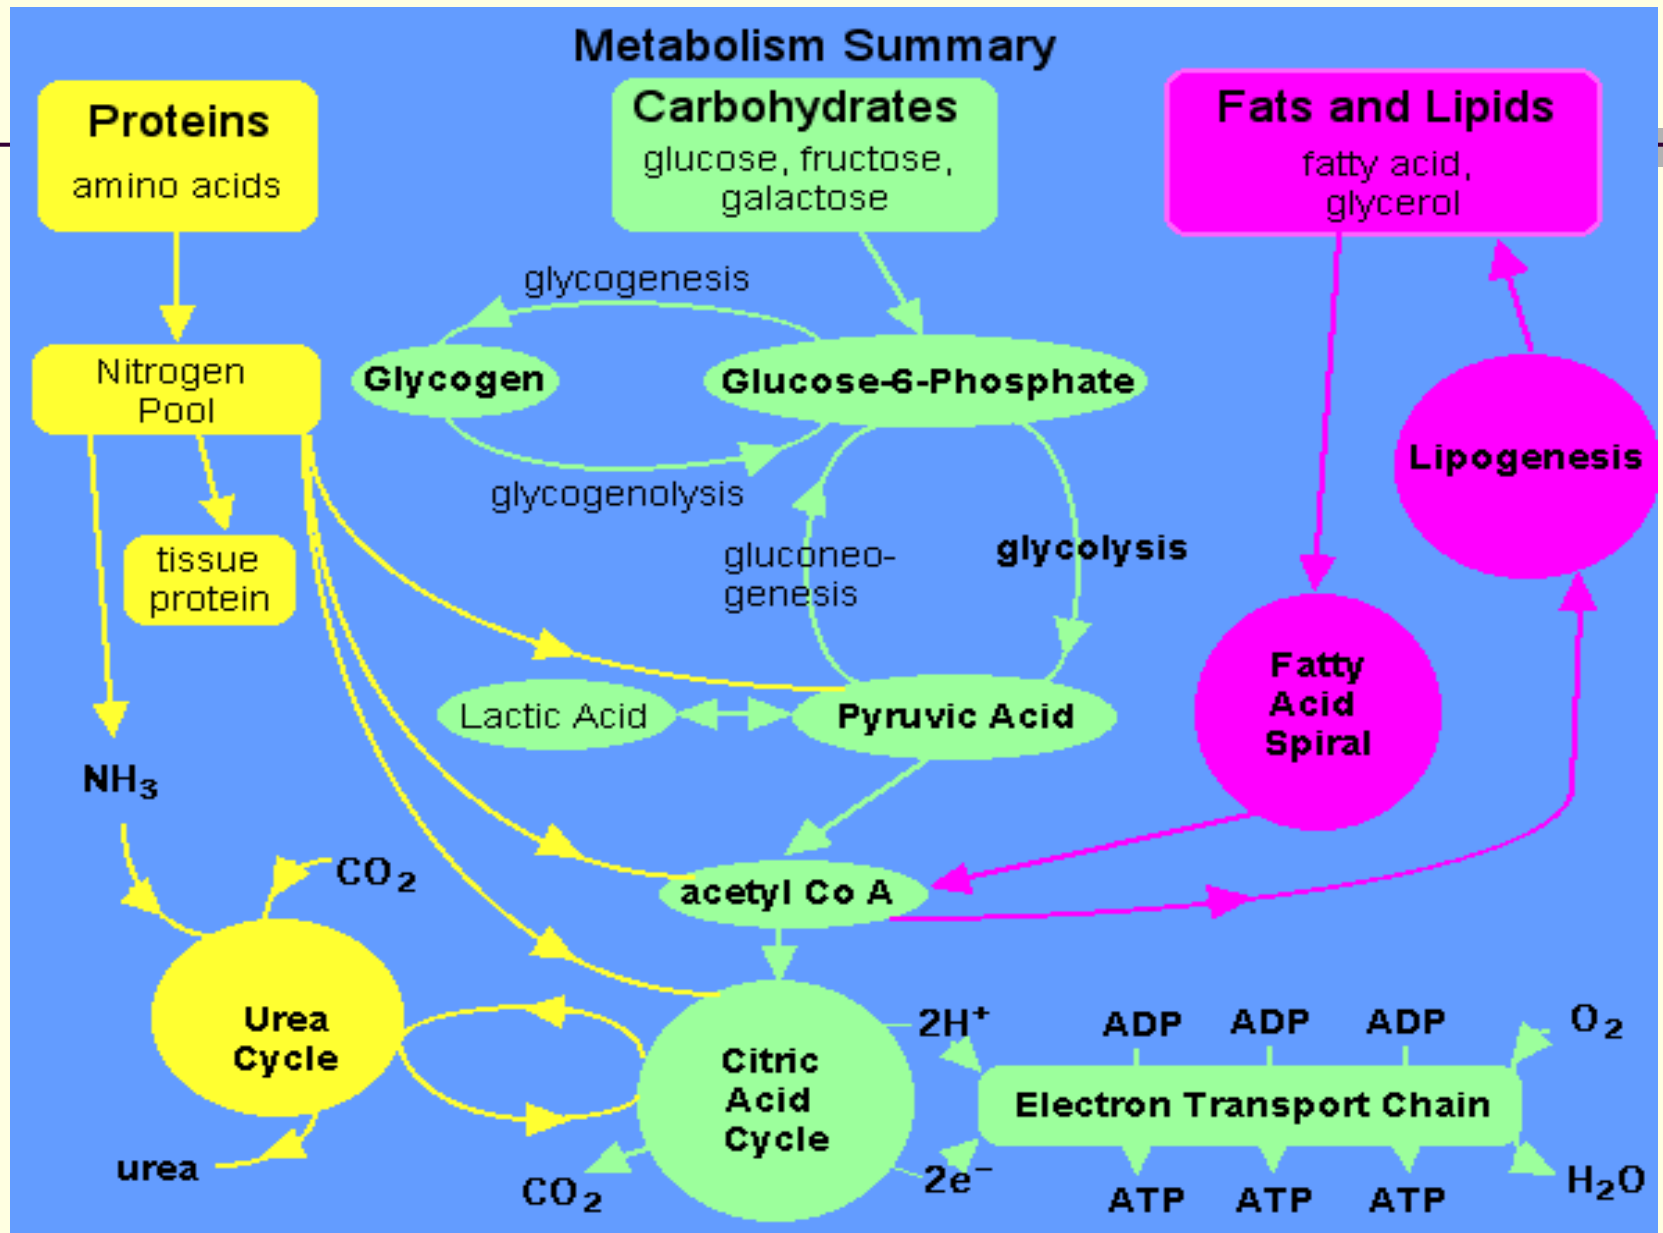 Metabolism Summary
Proteins
amino acids
Carbohydrates
glucose, fructose,
galactose
Fats and Lipids
fatty acid,
glycerol
glycogenesis
Nitrogen
Pool
Glycogen
Glucose-6-Phosphate
Lipogenesis
glycogenolysis
tissue
protein
gluconeo-
genesis
glycolysis
Fatty
Acid
Spiral
Lactic Acid
Pyruvic Acid
NH₃
CO₂
acetyl Co A
Urea
Cycle
Citric
Acid
Cycle
2H⁺
ADP ADP ADP
O₂
Electron Transport Chain
urea
CO₂
2e⁻
ATP ATP ATP
H₂O